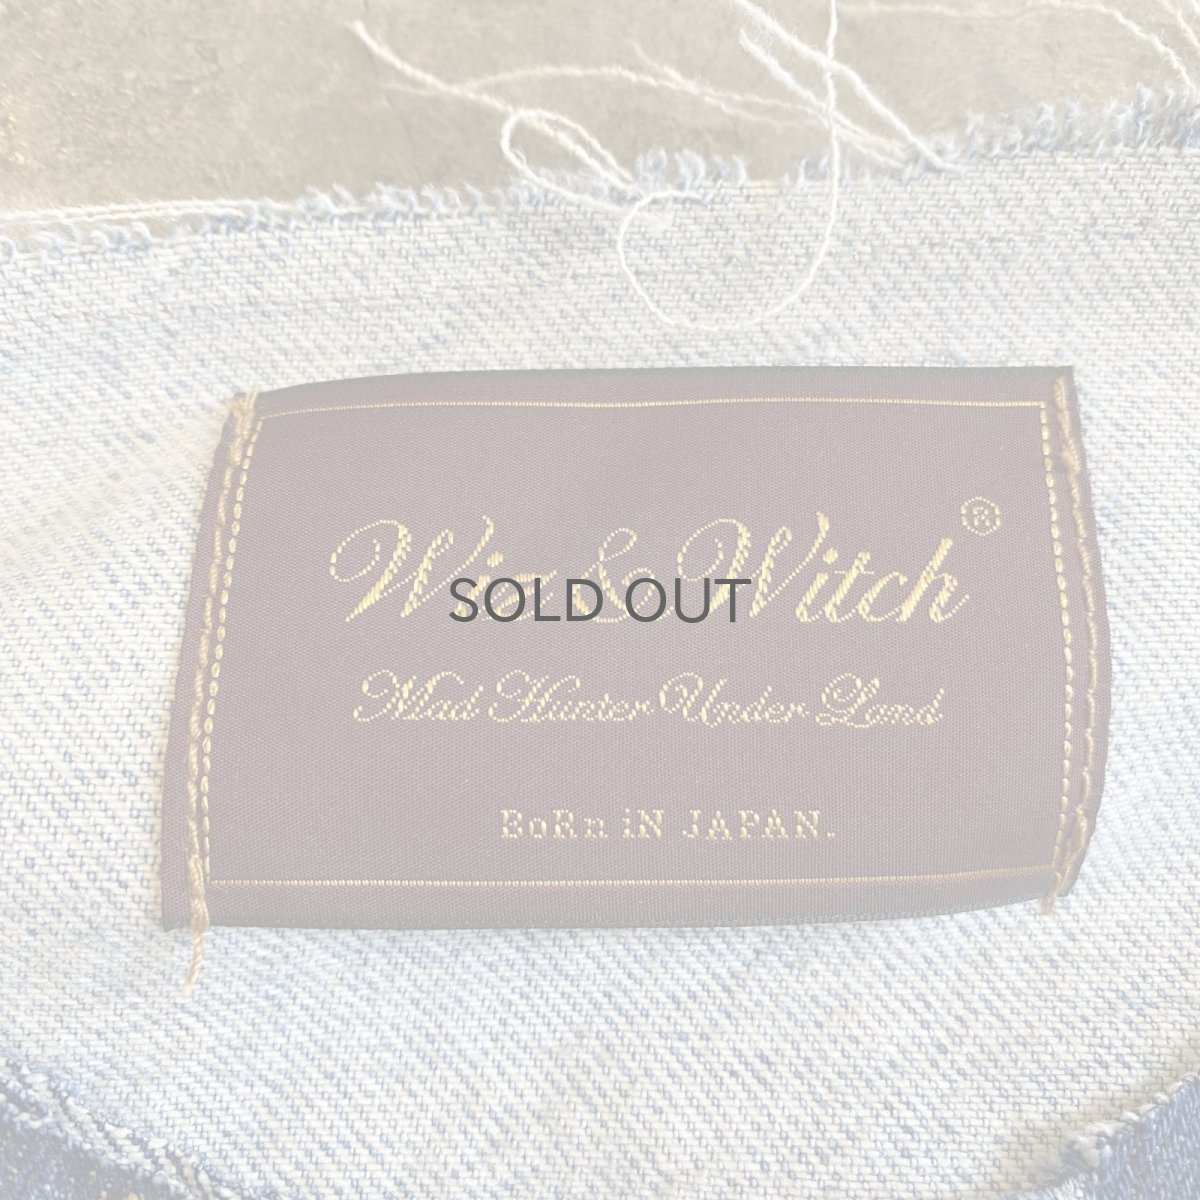 Wiz & Witch ®
SOLD OUT
Mad Hunter Under Land
BoRn iN JAPAN.